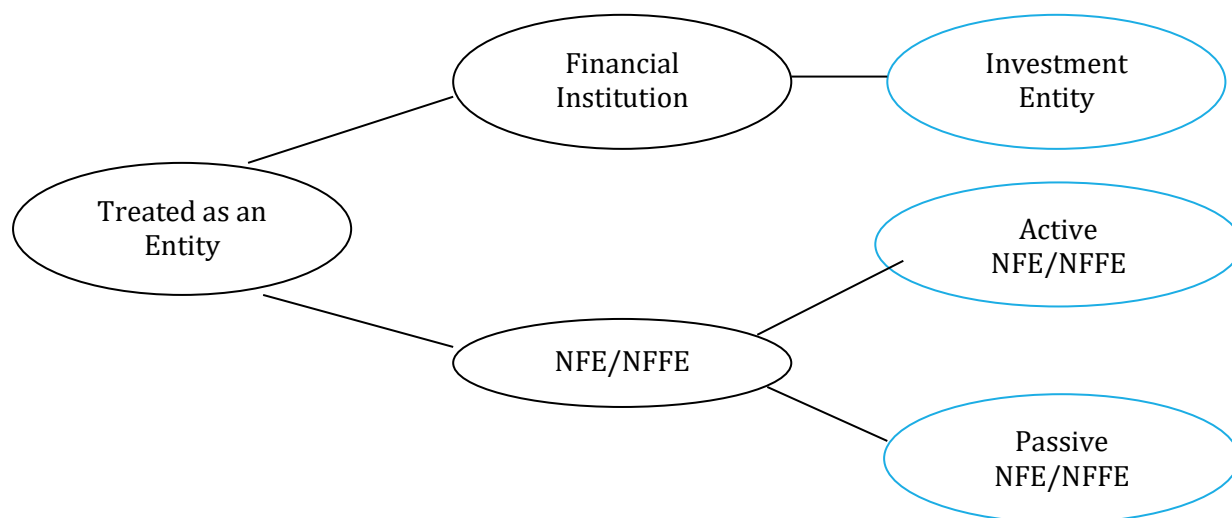 Financial
Institution
Investment
Entity
Treated as an
Entity
Active
NFE/NFFE
NFE/NFFE
Passive
NFE/NFFE